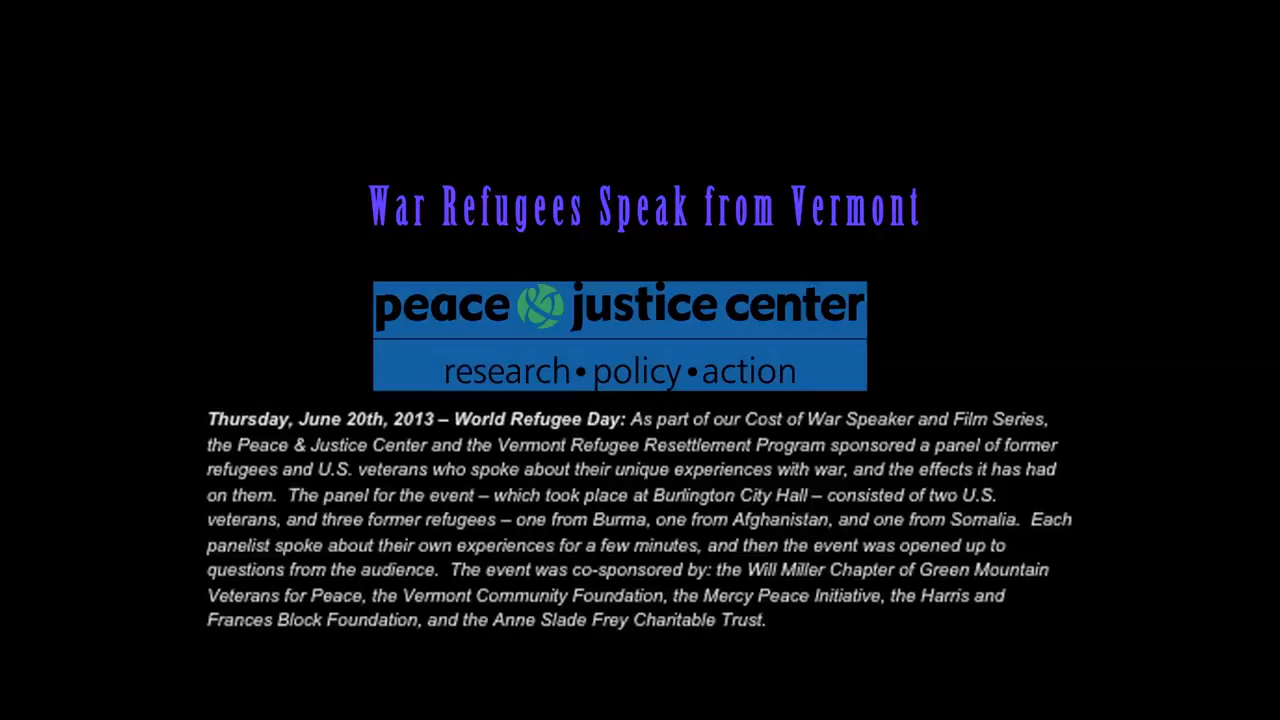 War Refugees Speak from Vermont
peace & justice center
research • policy • action
Thursday, June 20th, 2013 – World Refugee Day: As part of our Cost of War Speaker and Film Series,
the Peace & Justice Center and the Vermont Refugee Resettlement Program sponsored a panel of former
refugees and U.S. veterans who spoke about their unique experiences with war, and the effects it has had
on them.  The panel for the event – which took place at Burlington City Hall – consisted of two U.S.
veterans, and three former refugees – one from Burma, one from Afghanistan, and one from Somalia.  Each
panelist spoke about their own experiences for a few minutes, and then the event was opened up to
questions from the audience.  The event was co-sponsored by: the Will Miller Chapter of Green Mountain
Veterans for Peace, the Vermont Community Foundation, the Mercy Peace Initiative, the Harris and
Frances Block Foundation, and the Anne Slade Frey Charitable Trust.